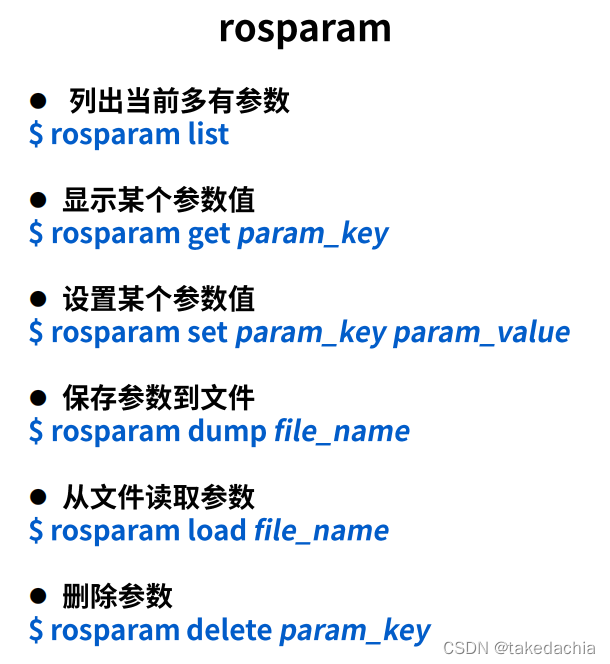 rosparam
● 列出当前多有参数
$ rosparam list
● 显示某个参数值
$ rosparam get param_key
● 设置某个参数值
$ rosparam set param_key param_value
● 保存参数到文件
$ rosparam dump file_name
● 从文件读取参数
$ rosparam load file_name
● 删除参数
$ rosparam delete param_key
CSDN @takedachia